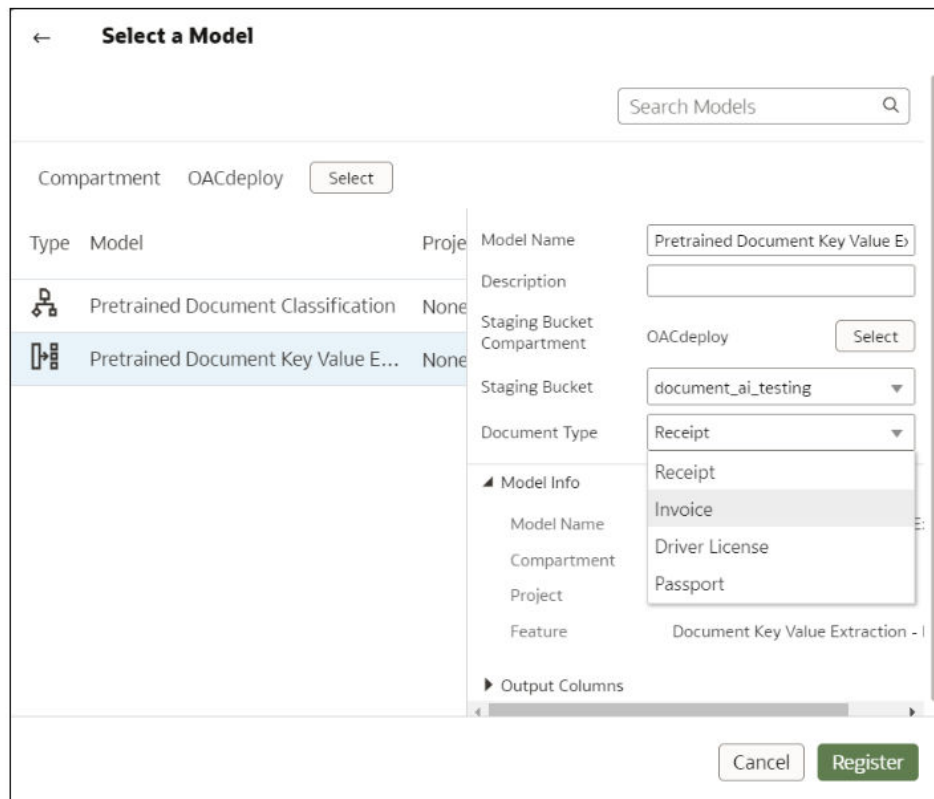 ← Select a Model
Search Models
Compartment OACdeploy Select
Type Model Proje
Pretrained Document Classification None
Pretrained Document Key Value E... None
Model Name Pretrained Document Key Value Ex
Description
Staging Bucket
Compartment OACdeploy Select
Staging Bucket document_ai_testing
Document Type Receipt
Receipt
Invoice
Driver License
Passport
Model Info
Model Name
Compartment
Project
Feature Document Key Value Extraction -
Output Columns
Cancel Register